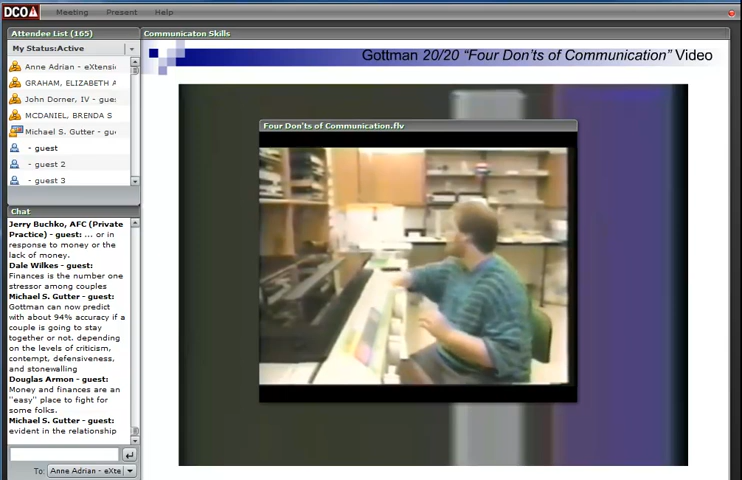 DCO
Meeting Present Help
Attendee List (165)
My Status:Active
Anne Adrian - eXtensio
GRAHAM, ELIZABETH A
John Dorner, IV - gues
MCDANIEL, BRENDA S
Michael S. Gutter - gu
- guest
- guest 2
- guest 3
Chat
Jerry Buchko, AFC (Private
Practice) - guest: ... or in
response to money or the
lack of money.
Dale Wilkes - guest:
Finances is the number one
stressor among couples
Michael S. Gutter - guest:
Gottman can now predict
with about 94% accuracy if a
couple is going to stay
together or not. depending
on the levels of criticism,
contempt, defensiveness,
and stonewalling
Douglas Armon - guest:
Money and finances are an
"easy" place to fight for
some folks.
Michael S. Gutter - guest:
evident in the relationship
To: Anne Adrian - eXte
Communicaton Skills
Gottman 20/20 “Four Don’ts of Communication” Video
Four Don'ts of Communication.flv